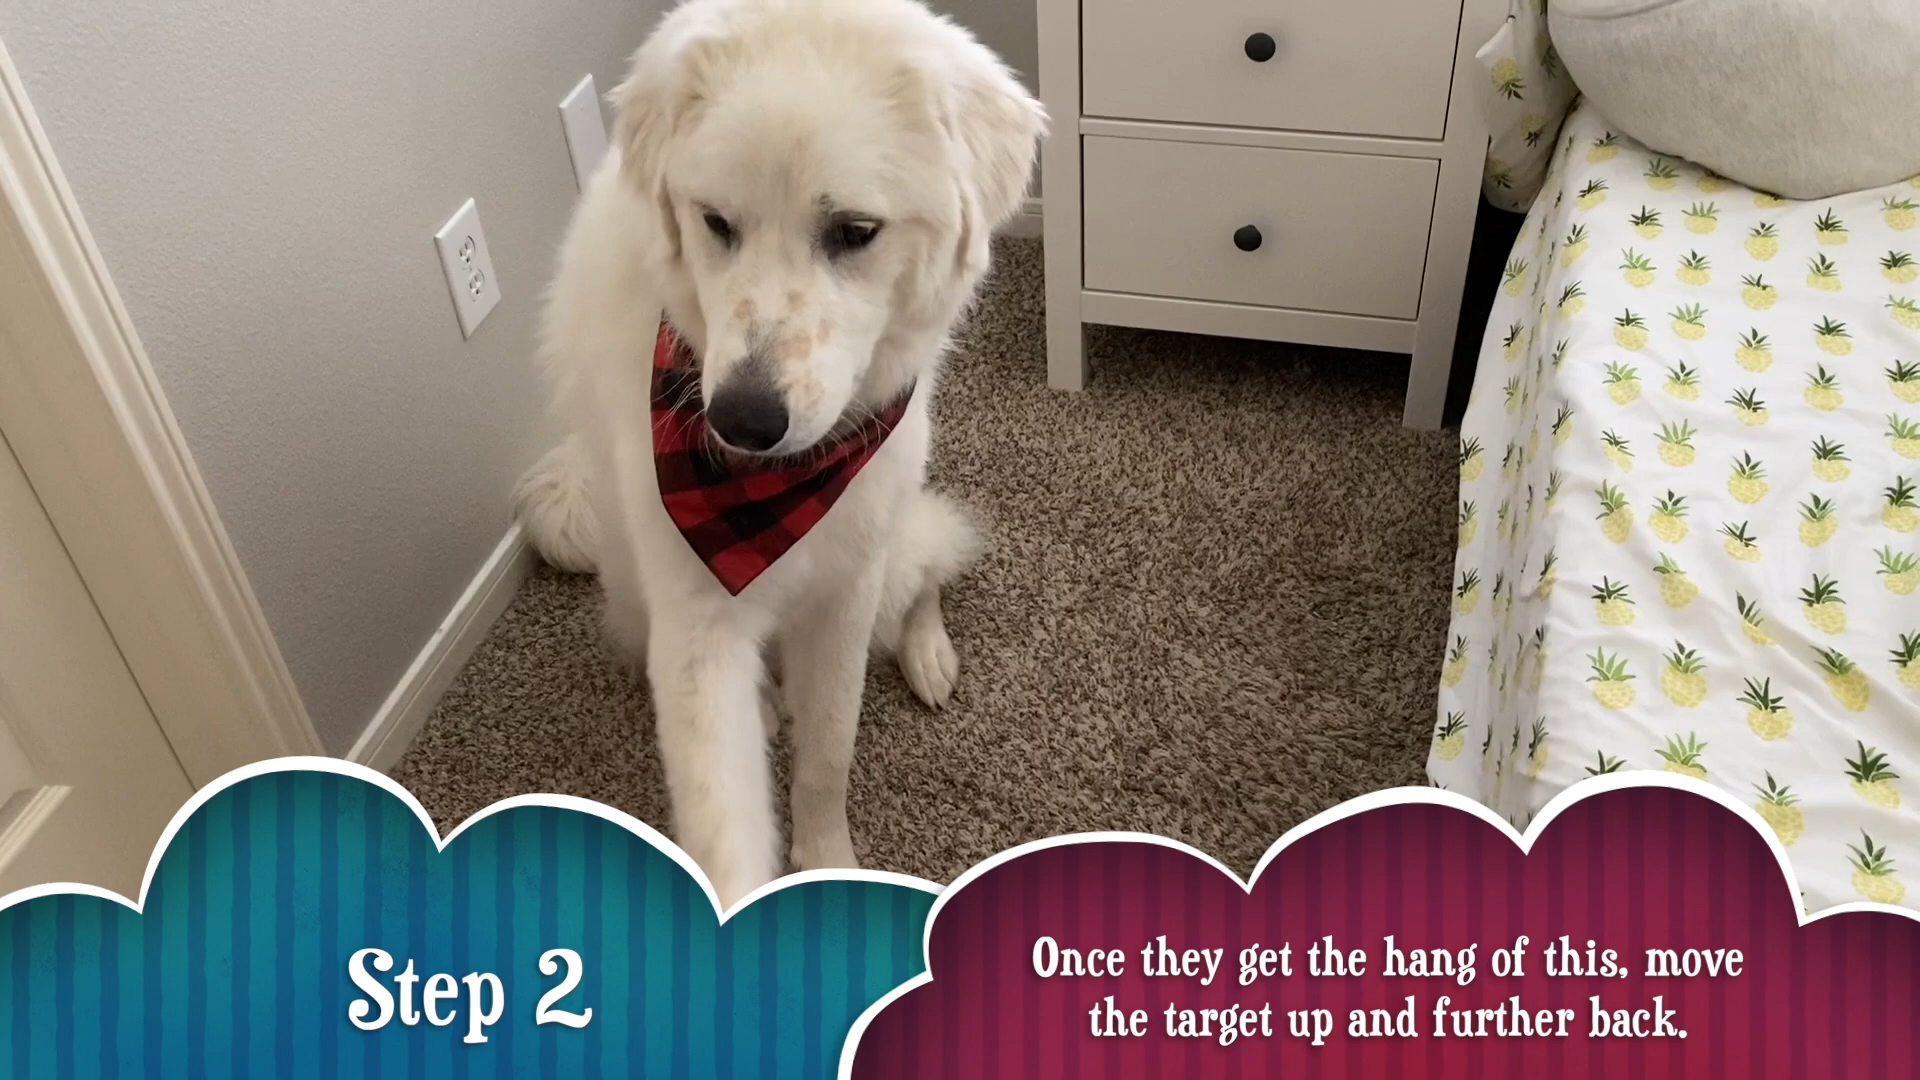 Step 2
Once they get the hang of this, move
the target up and further back.